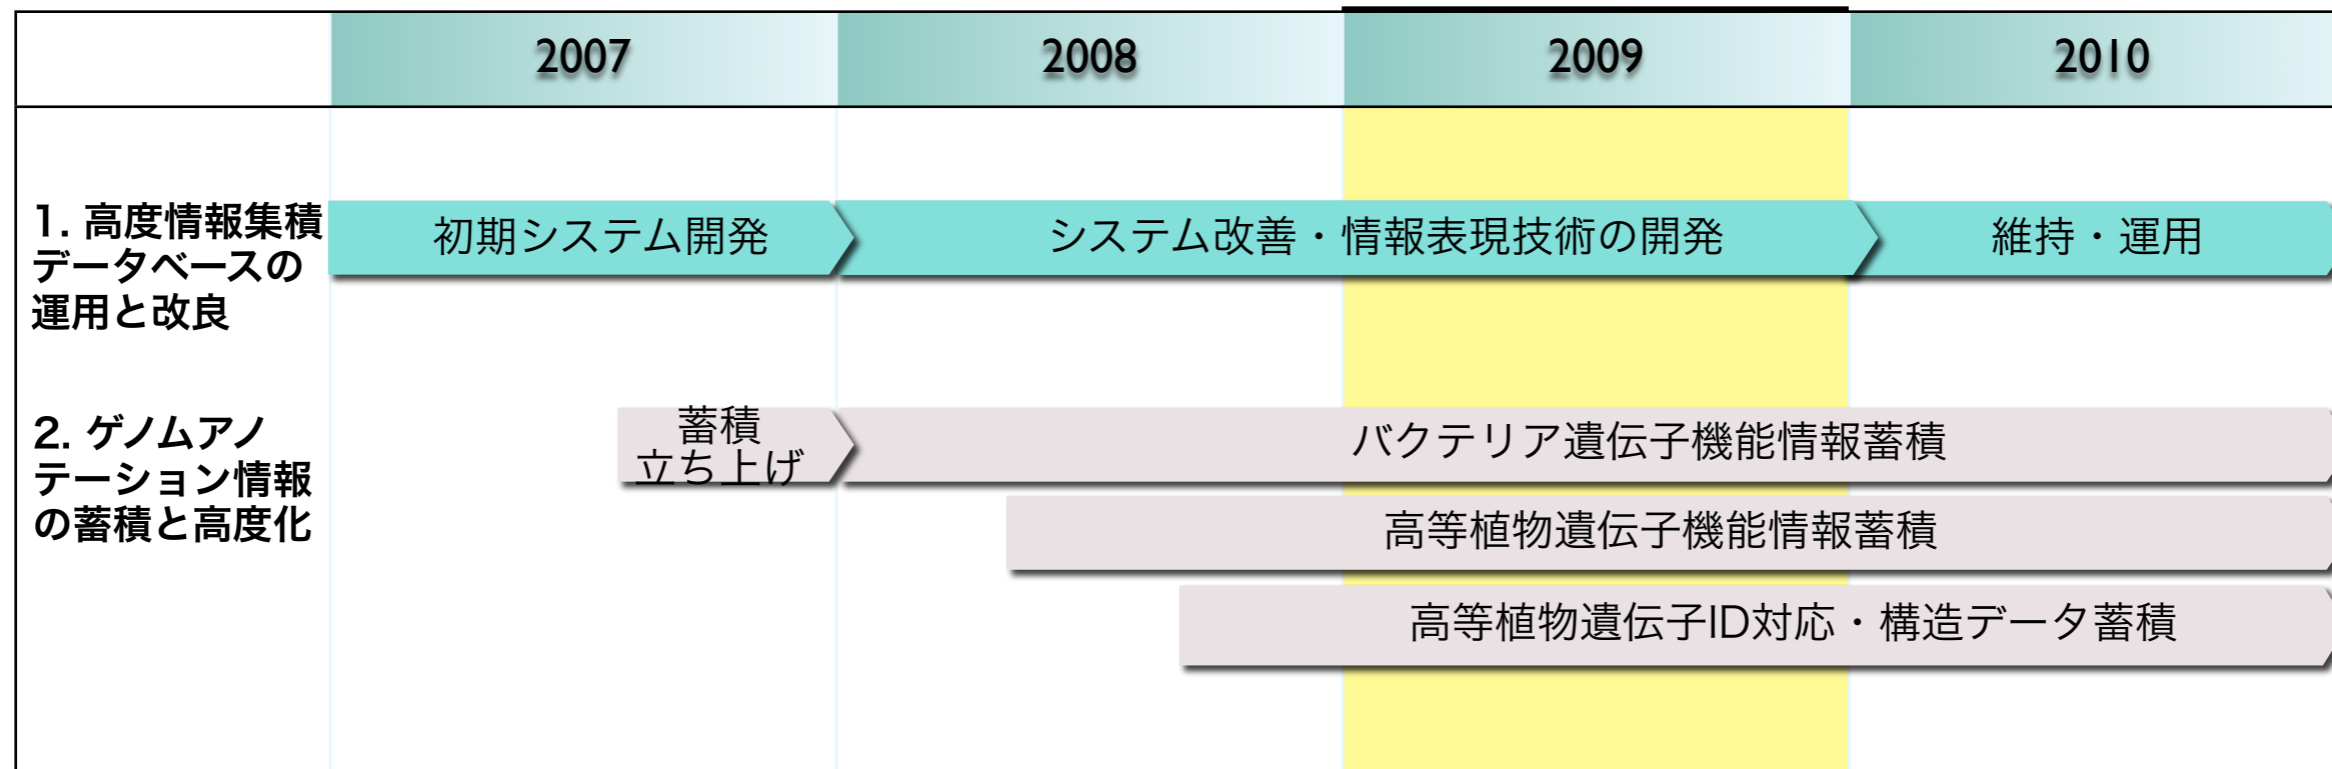 2007
2008
2009
2010
1. 高度情報集積
データベースの
運用と改良
初期システム開発
システム改善・情報表現技術の開発
維持・運用
2. ゲノムアノ
テーション情報
の蓄積と高度化
蓄積
立ち上げ
バクテリア遺伝子機能情報蓄積
高等植物遺伝子機能情報蓄積
高等植物遺伝子ID対応・構造データ蓄積